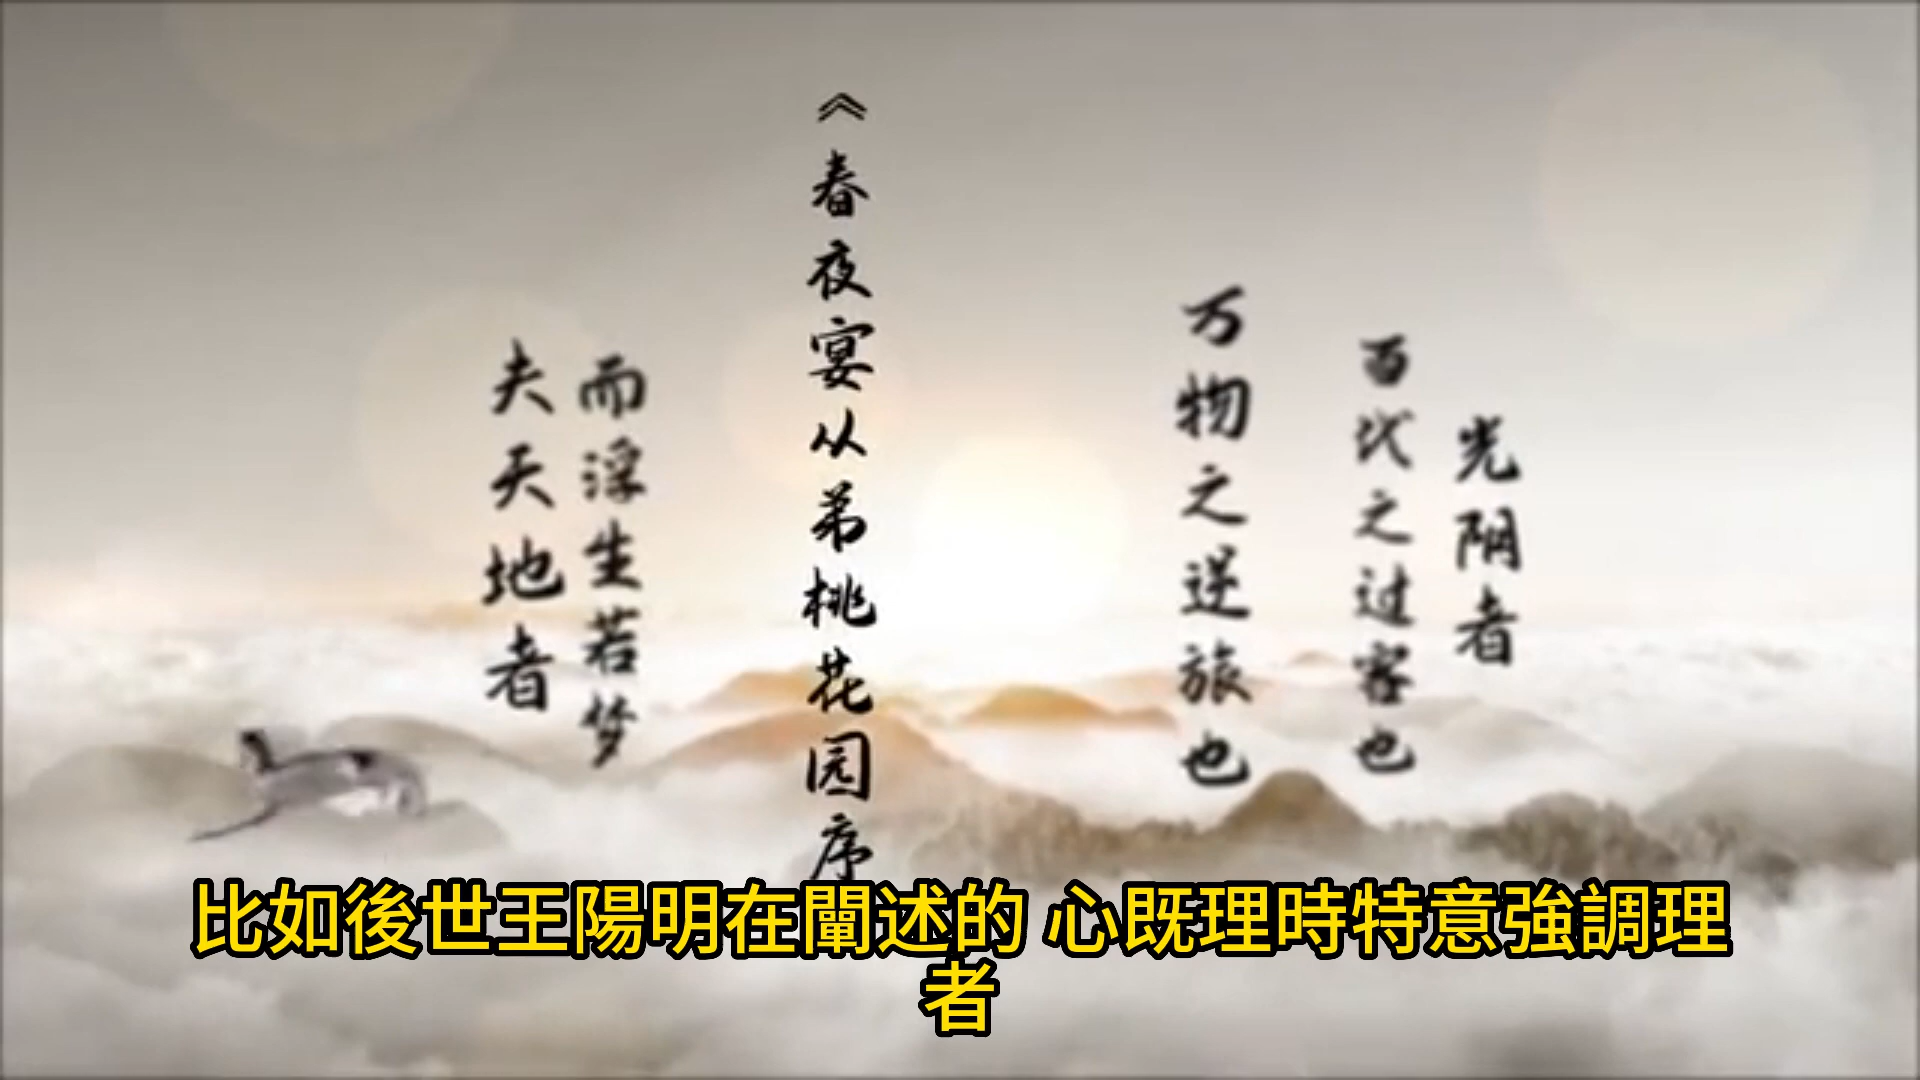 光阴者
百代之过客也
万物之逆旅也
《春夜宴从弟桃花园序
而浮生若梦
夫天地者
比如後世王陽明在闡述的 心既理時特意強調理
者